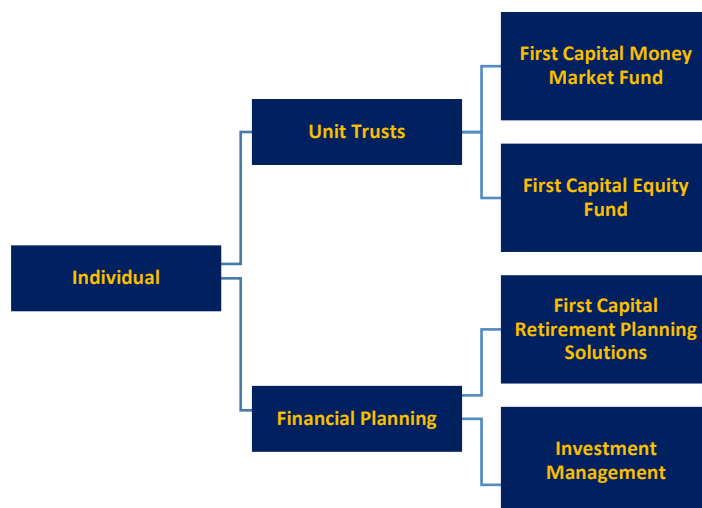 Individual
Unit Trusts
First Capital Money
Market Fund
First Capital Equity
Fund
Financial Planning
First Capital
Retirement Planning
Solutions
Investment
Management